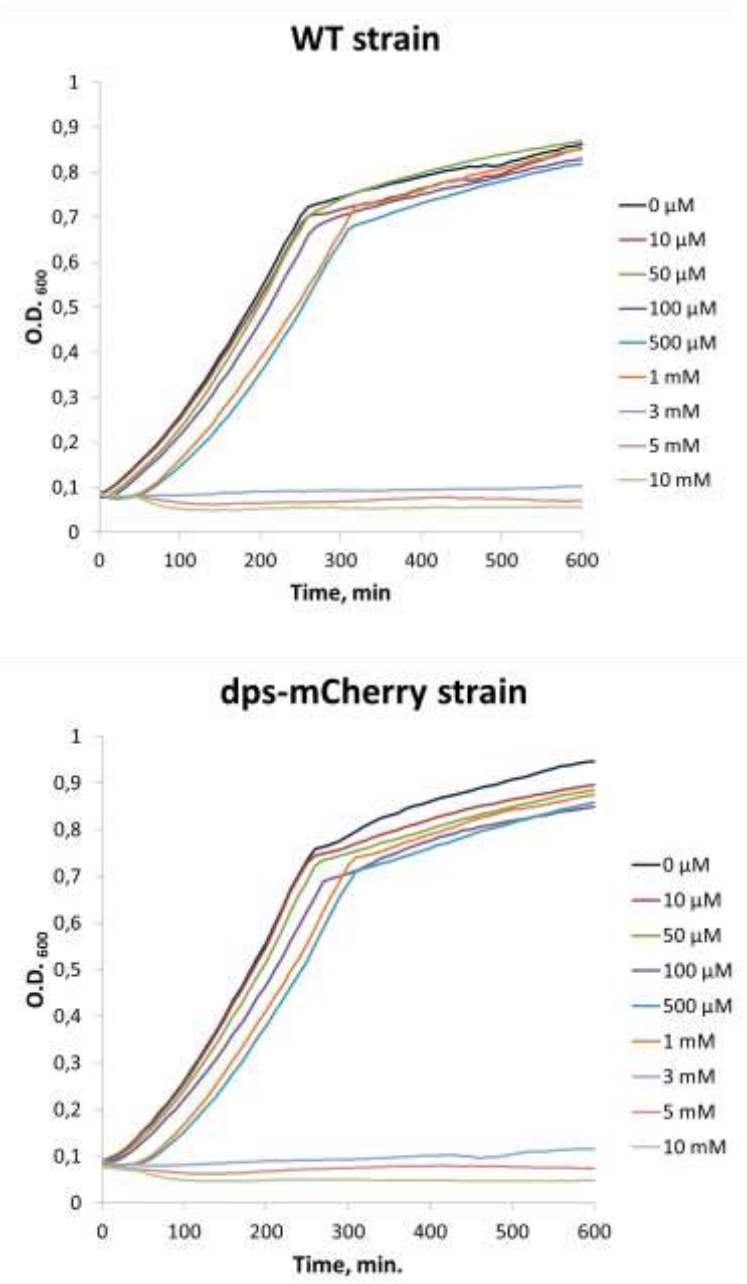 WT strain
1
0,9
0,8
0,7
0,6
0,5
0,4
0,3
0,2
0,1
0
O.D. 600
0 100 200 300 400 500 600
Time, min
0 µM
10 µM
50 µM
100 µM
500 µM
1 mM
3 mM
5 mM
10 mM
dps-mCherry strain
1
0,9
0,8
0,7
0,6
0,5
0,4
0,3
0,2
0,1
0
O.D. 600
0 100 200 300 400 500 600
Time, min.
0 µM
10 µM
50 µM
100 µM
500 µM
1 mM
3 mM
5 mM
10 mM